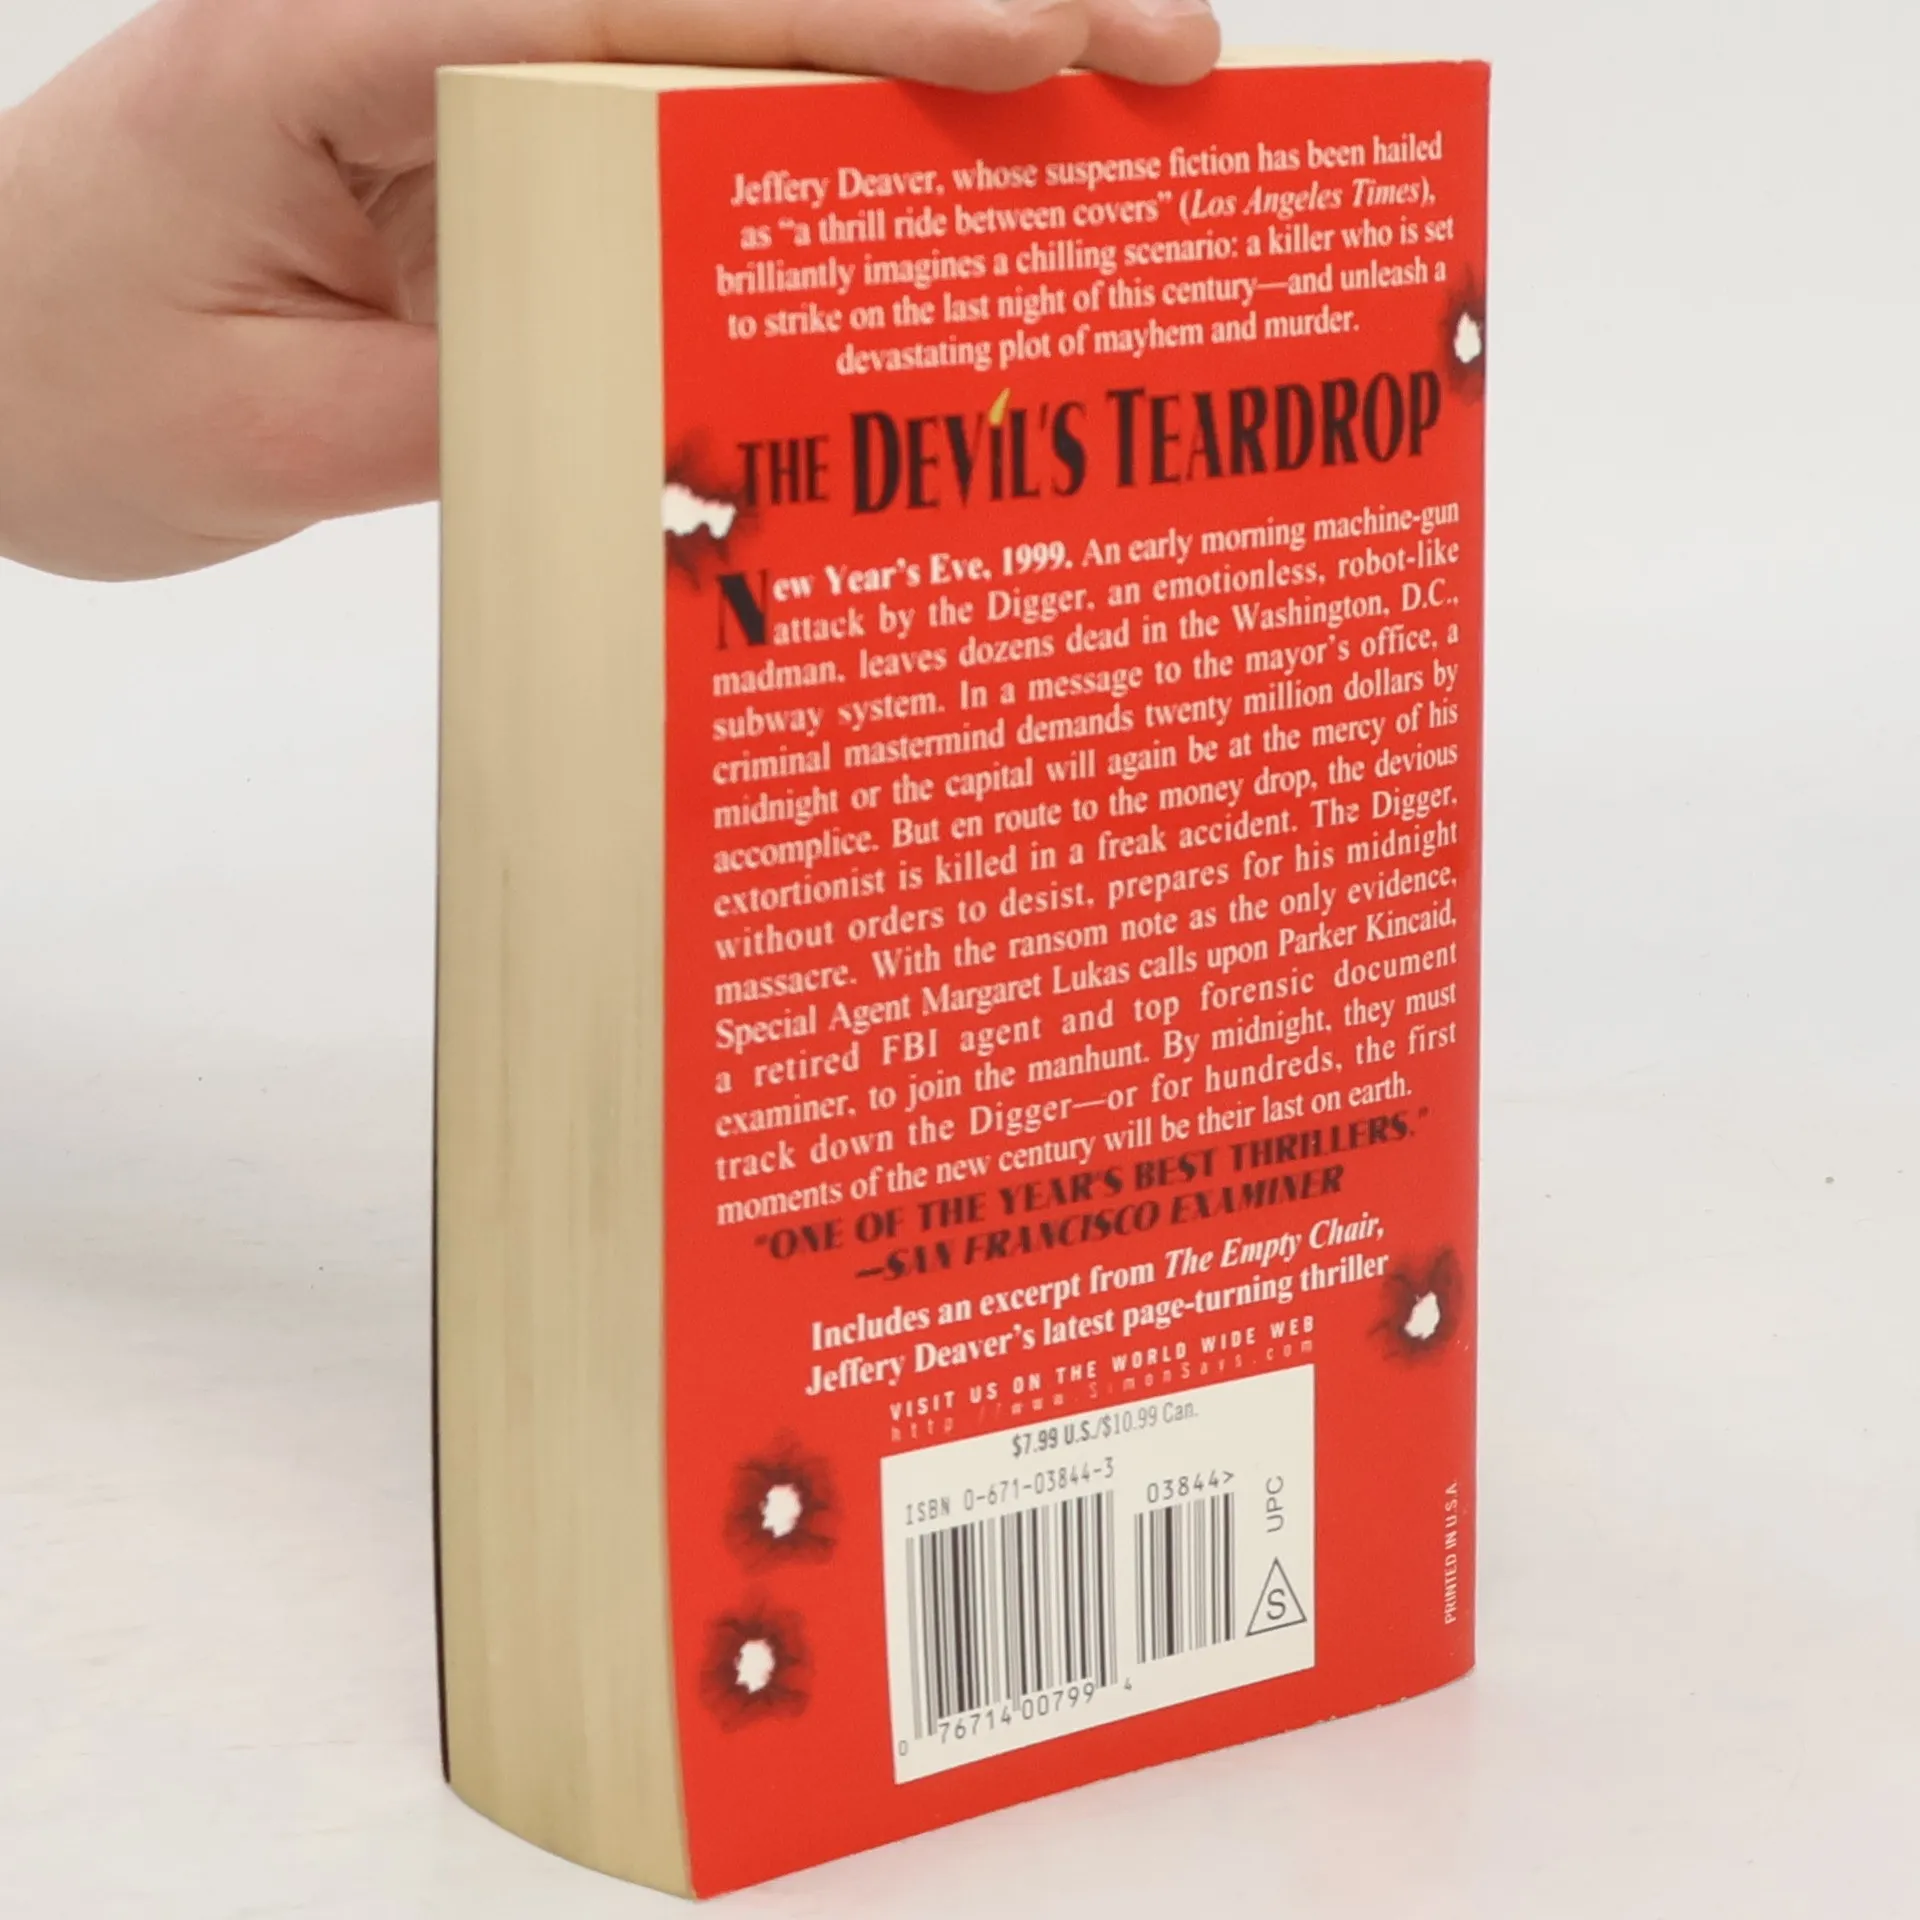 Jeffery Deaver, whose suspense fiction has been hailed
as “a thrill ride between covers” (Los Angeles Times),
brilliantly imagines a chilling scenario: a killer who is set
to strike on the last night of this century—and unleash a
devastating plot of mayhem and murder.
THE DEViL'S TEARDROP
New Year's Eve, 1999. An early morning machine-gun
attack by the Digger, an emotionless, robot-like
madman, leaves dozens dead in the Washington, D.C.,
subway system. In a message to the mayor's office, a
criminal mastermind demands twenty million dollars by
midnight or the capital will again be at the mercy of his
accomplice. But en route to the money drop, the devious
extortionist is killed in a freak accident. The Digger,
without orders to desist, prepares for his midnight
massacre. With the ransom note as the only evidence,
Special Agent Margaret Lukas calls upon Parker Kincaid,
a retired FBI agent and top forensic document
examiner, to join the manhunt. By midnight, they must
track down the Digger—or for hundreds, the first
moments of the new century will be their last on earth.
"ONE OF THE YEAR'S BEST THRILLERS."
—SAN FRANCISCO EXAMINER
Includes an excerpt from The Empty Chair,
Jeffery Deaver's latest page-turning thriller
VISIT US ON THE WORLD WIDE WEB
http://www.SimonSays.com
$7.99 U.S./$10.99 Can.
ISBN 0-671-03844-3
03844>
UPC
S
0 76714 00799 4
PRINTED IN U.S.A